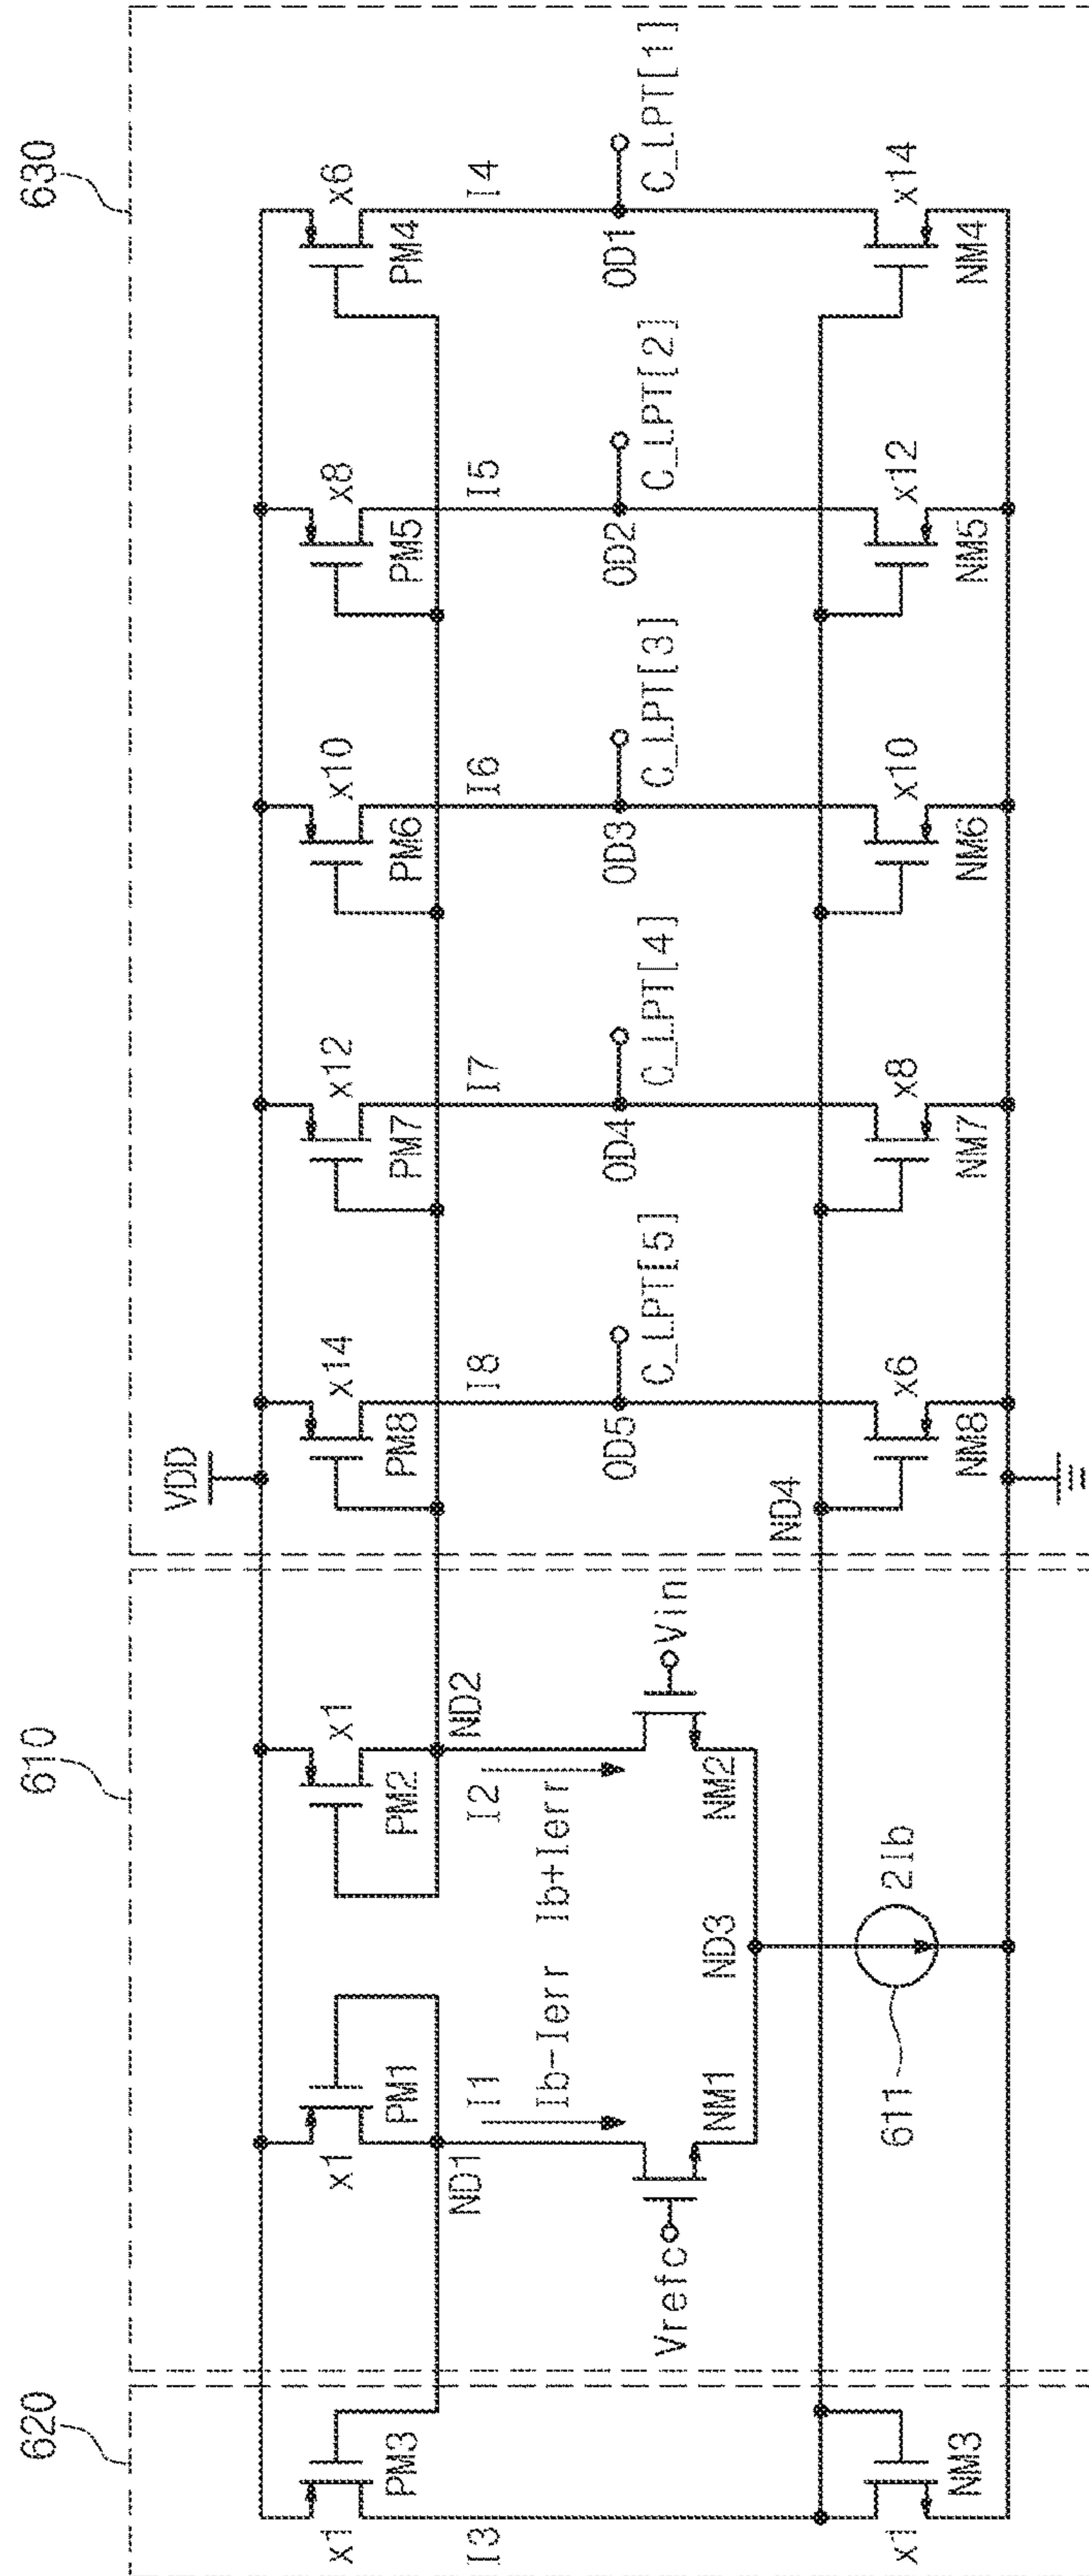 620
610
630
VDD
x1
PM3
I3
x1
NM3
x1
PM1
ND1
I1
Ib-Ierr
Vrefc
NM1
x1
PM2
ND2
I2
Ib+Ierr
Vin
NM2
ND3
2Ib
611
ND4
x14
PM8
I8
OD5
C_LPT[5]
x6
NM8
x12
PM7
I7
OD4
C_LPT[4]
x8
NM7
x10
PM6
I6
OD3
C_LPT[3]
x10
NM6
x8
PM5
I5
OD2
C_LPT[2]
x12
NM5
x6
PM4
I4
OD1
C_LPT[1]
x14
NM4